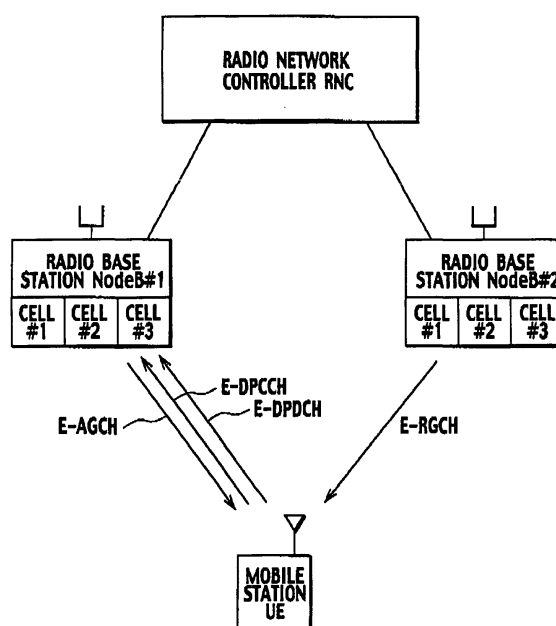 RADIO NETWORK
CONTROLLER RNC
RADIO BASE
STATION NodeB#1
CELL
#1
CELL
#2
CELL
#3
RADIO BASE
STATION NodeB#2
CELL
#1
CELL
#2
CELL
#3
E-AGCH
E-DPCCH
E-DPDCH
E-RGCH
MOBILE
STATION
UE